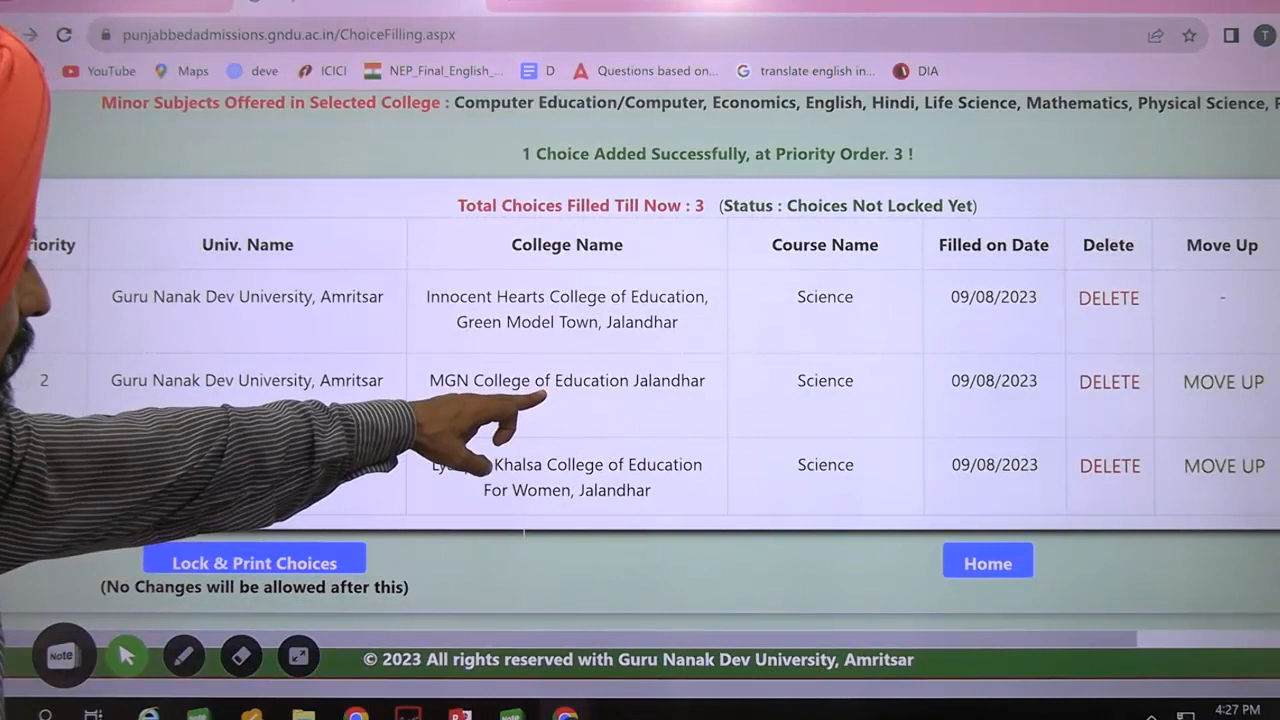 punjabbedadmissions.gndu.ac.in/ChoiceFilling.aspx
T
YouTube Maps deve ICICI NEP_Final_English_... D Questions based on... translate english in... DIA
Minor Subjects Offered in Selected College : Computer Education/Computer, Economics, English, Hindi, Life Science, Mathematics, Physical Science,
1 Choice Added Successfully, at Priority Order. 3 !
Total Choices Filled Till Now : 3 (Status : Choices Not Locked Yet)
Univ. Name College Name Course Name Filled on Date Delete Move Up
Guru Nanak Dev University, Amritsar Innocent Hearts College of Education, Science 09/08/2023 DELETE -
Green Model Town, Jalandhar
2 Guru Nanak Dev University, Amritsar MGN College of Education Jalandhar Science 09/08/2023 DELETE MOVE UP
Khalsa College of Education Science 09/08/2023 DELETE MOVE UP
For Women, Jalandhar
Lock & Print Choices Home
(No Changes will be allowed after this)
Note
© 2023 All rights reserved with Guru Nanak Dev University, Amritsar
4:27 PM